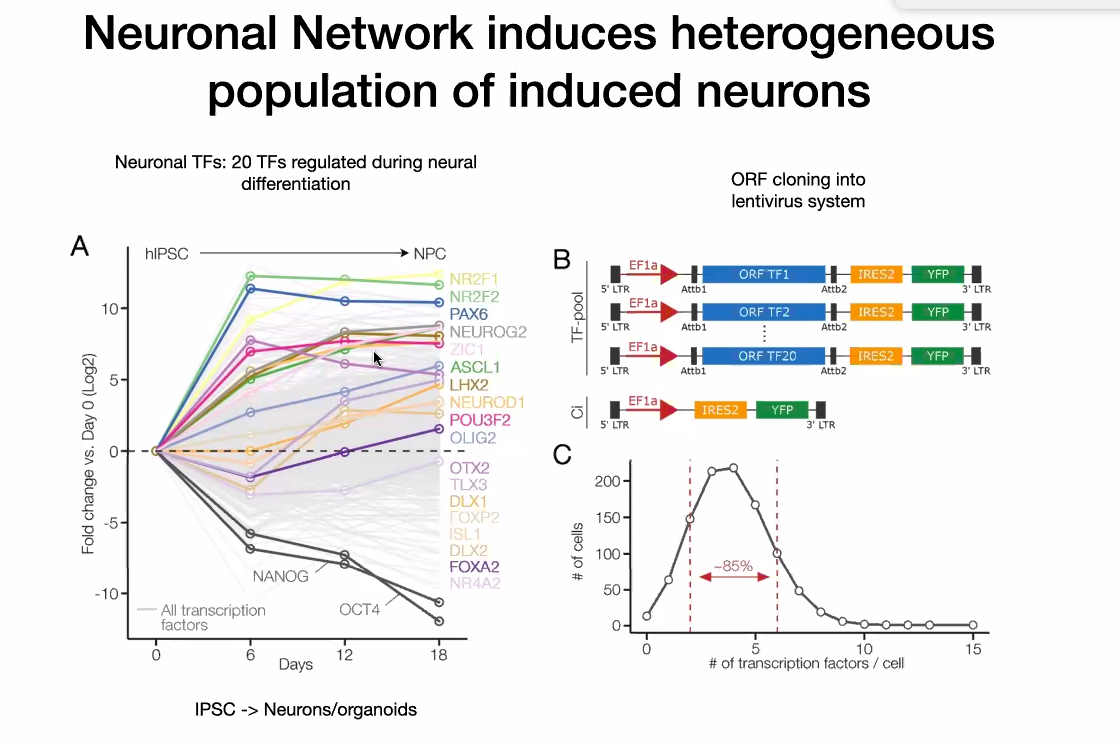 Neuronal Network induces heterogeneous
population of induced neurons
Neuronal TFs: 20 TFs regulated during neural
differentiation
A
hIPSC
NPC
Fold change vs. Day 0 (Log2)
10
5
0
-5
-10
NR2F1
NR2F2
PAX6
NEUROG2
ZIC1
ASCL1
LHX2
NEUROD1
POU3F2
OLIG2
OTX2
TLX3
DLX1
FOXP2
ISL1
DLX2
FOXA2
NR4A2
NANOG
OCT4
All transcription
factors
0 6 12 18
Days
IPSC -> Neurons/organoids
ORF cloning into
lentivirus system
B
TF-pool
EF1a ORF TF1 IRES2 YFP
5' LTR Attb1 Attb2 3' LTR
EF1a ORF TF2 IRES2 YFP
5' LTR Attb1 Attb2 3' LTR
EF1a ORF TF20 IRES2 YFP
5' LTR Attb1 Attb2 3' LTR
Ci
EF1a IRES2 YFP
5' LTR 3' LTR
C
# of cells
200
150
100
50
0
~85%
0 5 10 15
# of transcription factors / cell